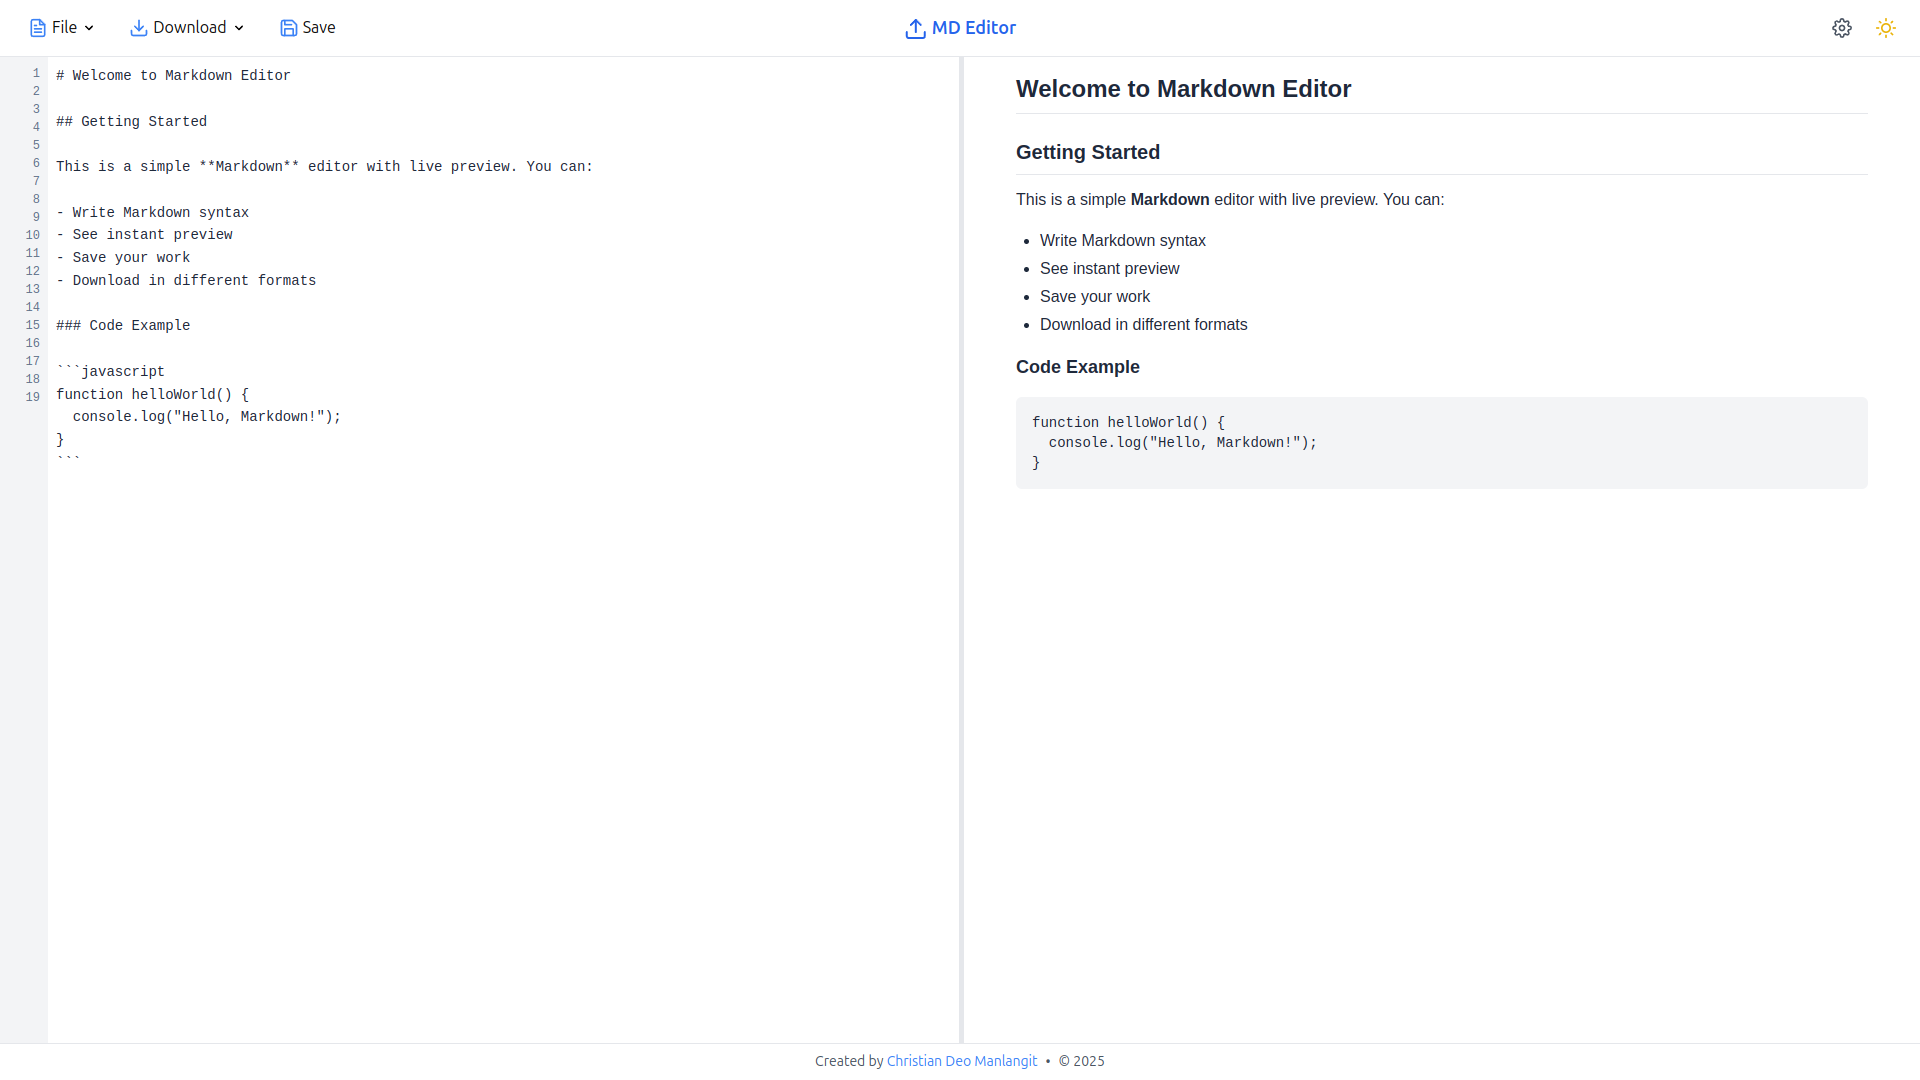 File
Download
Save
MD Editor
1
2
3
4
5
6
7
8
9
10
11
12
13
14
15
16
17
18
19
# Welcome to Markdown Editor
## Getting Started
This is a simple **Markdown** editor with live preview. You can:
- Write Markdown syntax
- See instant preview
- Save your work
- Download in different formats
### Code Example
```javascript
function helloWorld() {
  console.log("Hello, Markdown!");
}
```
Welcome to Markdown Editor
Getting Started
This is a simple Markdown editor with live preview. You can:
• Write Markdown syntax
• See instant preview
• Save your work
• Download in different formats
Code Example
function helloWorld() {
  console.log("Hello, Markdown!");
}
Created by Christian Deo Manlangit • © 2025